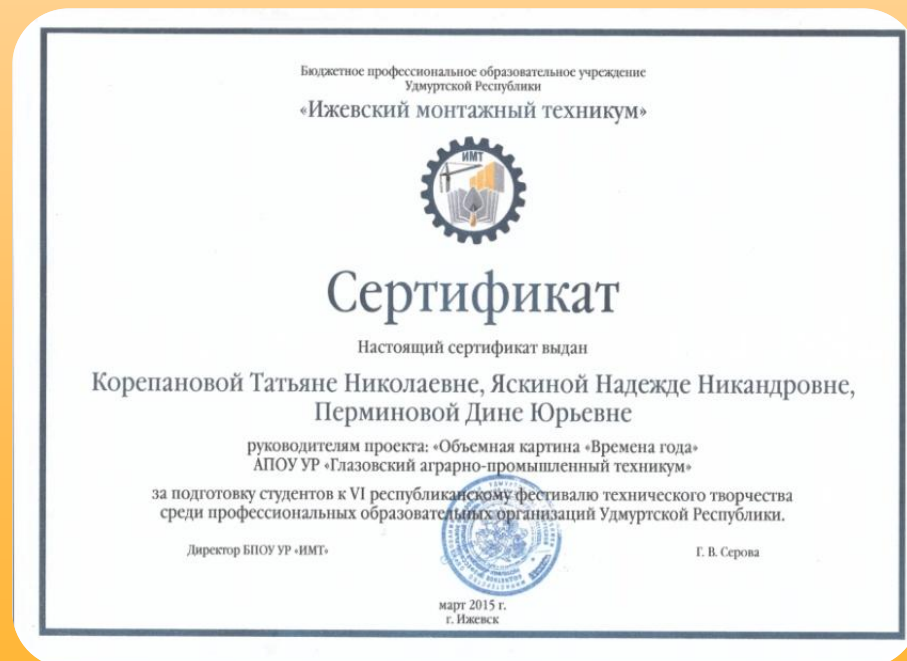 Бюджетное профессиональное образовательное учреждение
Удмуртской Республики
«Ижевский монтажный техникум»
ИМТ
Сертификат
Настоящий сертификат выдан
Корепановой Татьяне Николаевне, Яскиной Надежде Никандровне,
Перминовой Дине Юрьевне
руководителям проекта: «Объемная картина «Времена года»
АПОУ УР «Глазовский аграрно-промышленный техникум»
за подготовку студентов к VI республиканскому фестивалю технического творчества
среди профессиональных образовательных организаций Удмуртской Республики.
Директор БПОУ УР «ИМТ»
Г. В. Серова
март 2015 г.
г. Ижевск